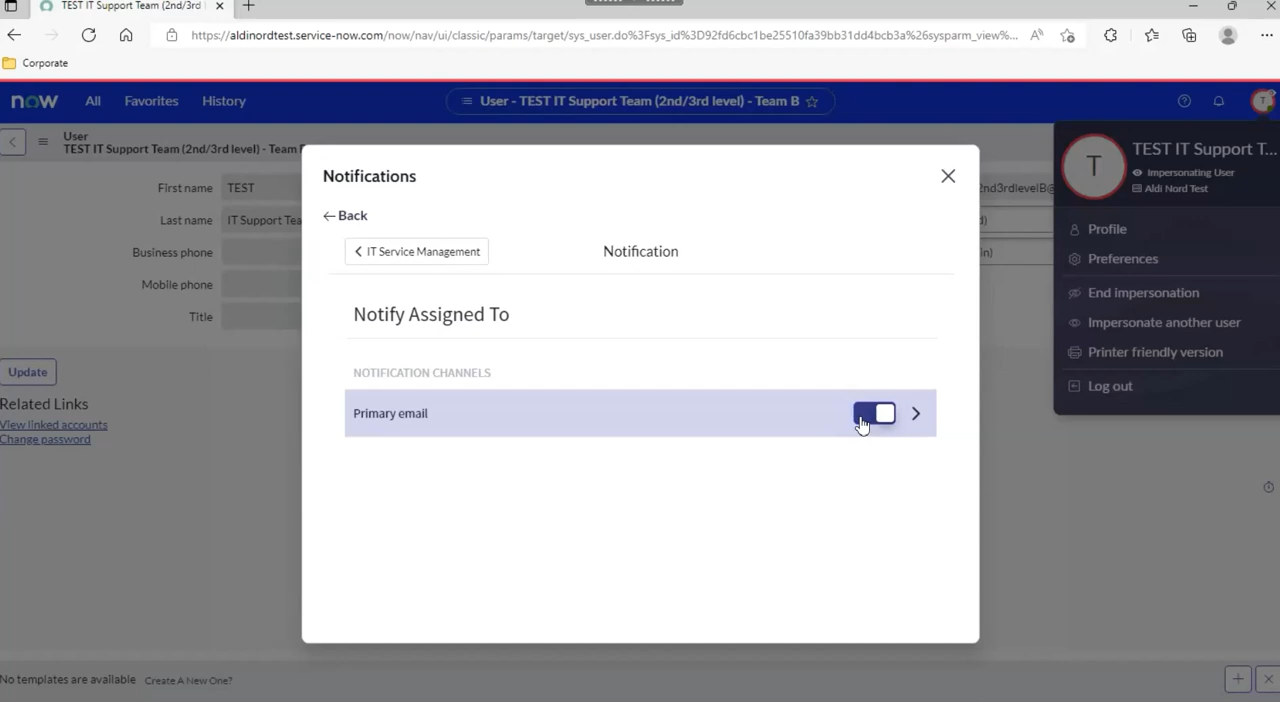 TEST IT Support Team (2nd/3rd
https://aldinordtest.service-now.com/now/nav/ui/classic/params/target/sys_user.do%3Fsys_id%3D92fd6cbc1be25510fa39bb31dd4bcb3a%26sysparm_view%...
Corporate
now All Favorites History User - TEST IT Support Team (2nd/3rd level) - Team B T
User
TEST IT Support Team (2nd/3rd level) - Team
First name TEST
Last name IT Support Tea
Business phone
Mobile phone
Title
2nd3rdlevelB@
Update
Related Links
View linked accounts
Change password
Notifications
Back
IT Service Management Notification
Notify Assigned To
NOTIFICATION CHANNELS
Primary email
T
TEST IT Support T...
Impersonating User
Aldi Nord Test
Profile
Preferences
End impersonation
Impersonate another user
Printer friendly version
Log out
No templates are available Create A New One?